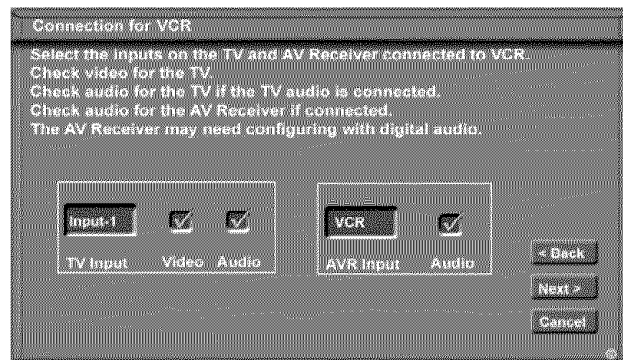 Connection for VCR
Select the Inputs on the TV and AV Receiver connected to VCR.
Check video for the TV.
Check audio for the TV if the TV audio is connected.
Check audio for the AV Receiver if connected.
The AV Receiver may need configuring with digital audio.
Input-1
VCR
TV Input Video Audio
AVR Input Audio
< Back
Next >
Cancel